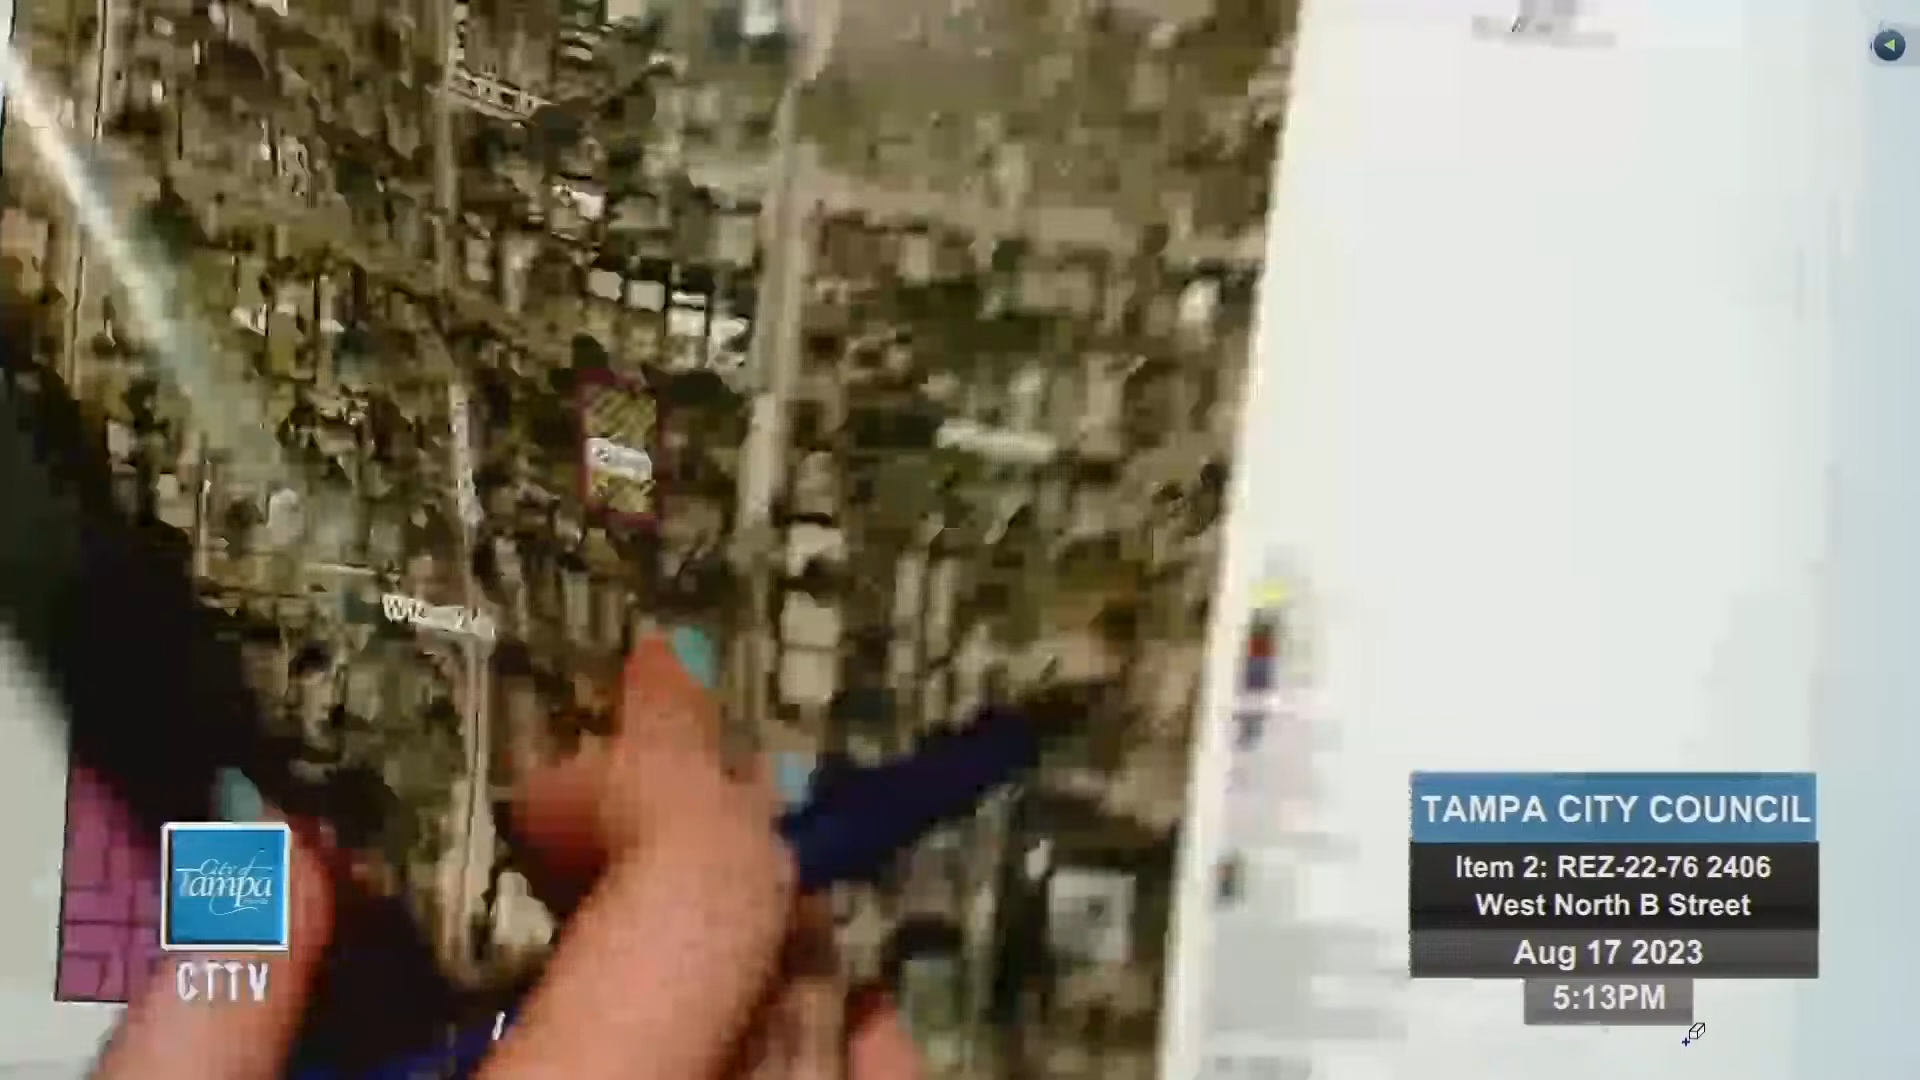 TAMPA CITY COUNCIL
Item 2: REZ-22-76 2406
West North B Street
Aug 17 2023
5:13PM
City of
Tampa
CTTV